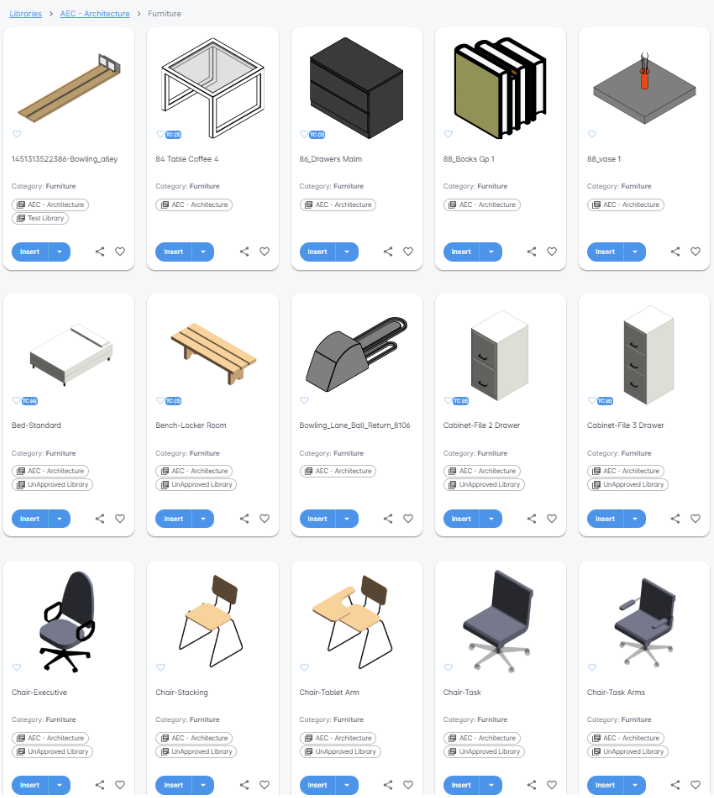 Libraries > AEC - Architecture > Furniture
TC (5)
TC (2)
1451313522386-Bowling_alley
84 Table Coffee 4
86_Drawers Malm
88_Books Gp 1
88_vase 1
Category: Furniture
Category: Furniture
Category: Furniture
Category: Furniture
Category: Furniture
AEC - Architecture
AEC - Architecture
AEC - Architecture
AEC - Architecture
AEC - Architecture
Test Library
Insert
Insert
Insert
Insert
Insert
TC (4)
TC (5)
TC (6)
TC (6)
Bed-Standard
Bench-Locker Room
Bowling_Lane_Ball_Return_8106
Cabinet-File 2 Drawer
Cabinet-File 3 Drawer
Category: Furniture
Category: Furniture
Category: Furniture
Category: Furniture
Category: Furniture
AEC - Architecture
AEC - Architecture
AEC - Architecture
AEC - Architecture
AEC - Architecture
UnApproved Library
UnApproved Library
UnApproved Library
UnApproved Library
Insert
Insert
Insert
Insert
Insert
Chair-Executive
Chair-Stacking
Chair-Tablet Arm
Chair-Task
Chair-Task Arms
Category: Furniture
Category: Furniture
Category: Furniture
Category: Furniture
Category: Furniture
AEC - Architecture
AEC - Architecture
AEC - Architecture
AEC - Architecture
AEC - Architecture
UnApproved Library
UnApproved Library
UnApproved Library
UnApproved Library
UnApproved Library
Insert
Insert
Insert
Insert
Insert